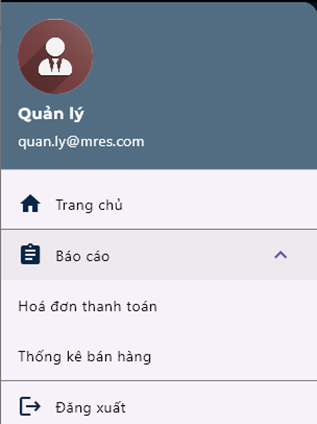 Quản lý
quan.ly@mres.com
Trang chủ
Báo cáo
Hoá đơn thanh toán
Thống kê bán hàng
Đăng xuất